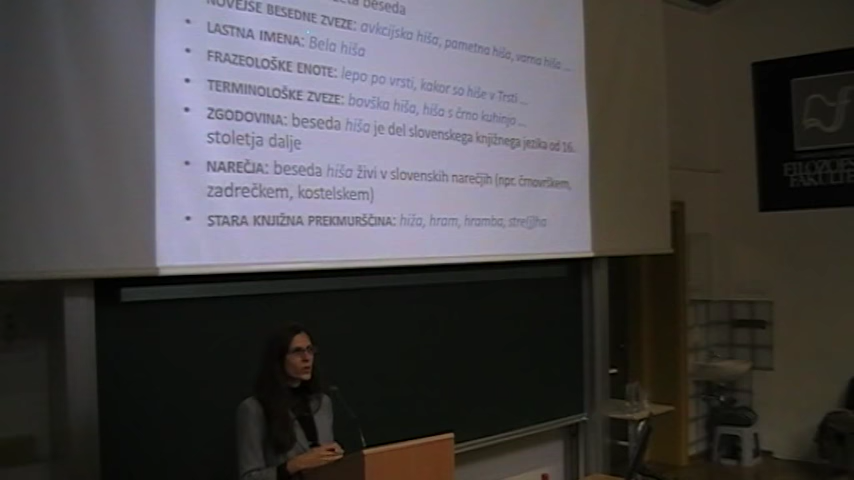 beseda
NOVEJŠE BESEDNE ZVEZE: avkcijska hiša, pametna hiša, varna hiša ...
LASTNA IMENA: Bela hiša
FRAZEOLOŠKE ENOTE: lepo po vrsti, kakor so hiše v Trsti ...
TERMINOLOŠKE ZVEZE: bovška hiša, hiša s črno kuhinjo ...
ZGODOVINA: beseda hiša je del slovenskega knjižnega jezika od 16.
stoletja dalje
NAREČJA: beseda hiša živi v slovenskih narečjih (npr. črnovrškem,
zadrečkem, kostelskem)
STARA KNJIŽNA PREKMURŠČINA: hiža, hram, hramba,
FILOZOFSKA
FAKULTETA